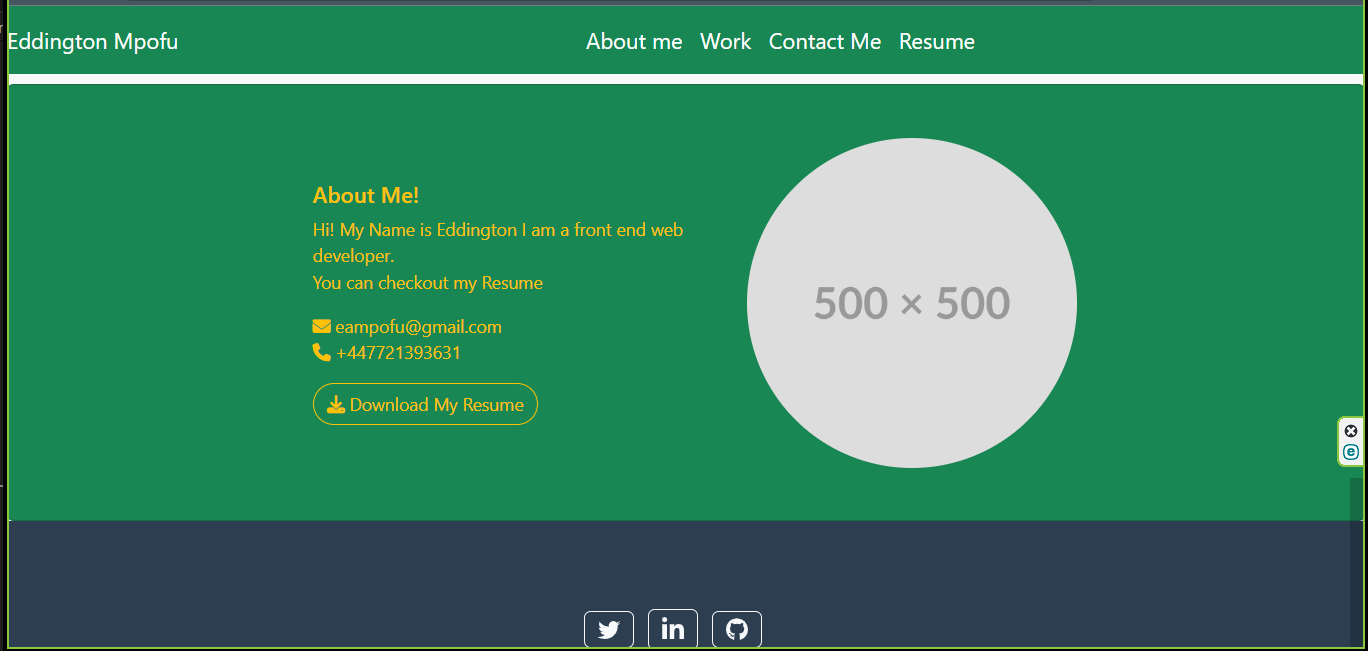 Eddington Mpofu
About me Work Contact Me Resume
About Me!
Hi! My Name is Eddington I am a front end web
developer.
You can checkout my Resume
eampofu@gmail.com
+447721393631
Download My Resume
500 × 500
in
e